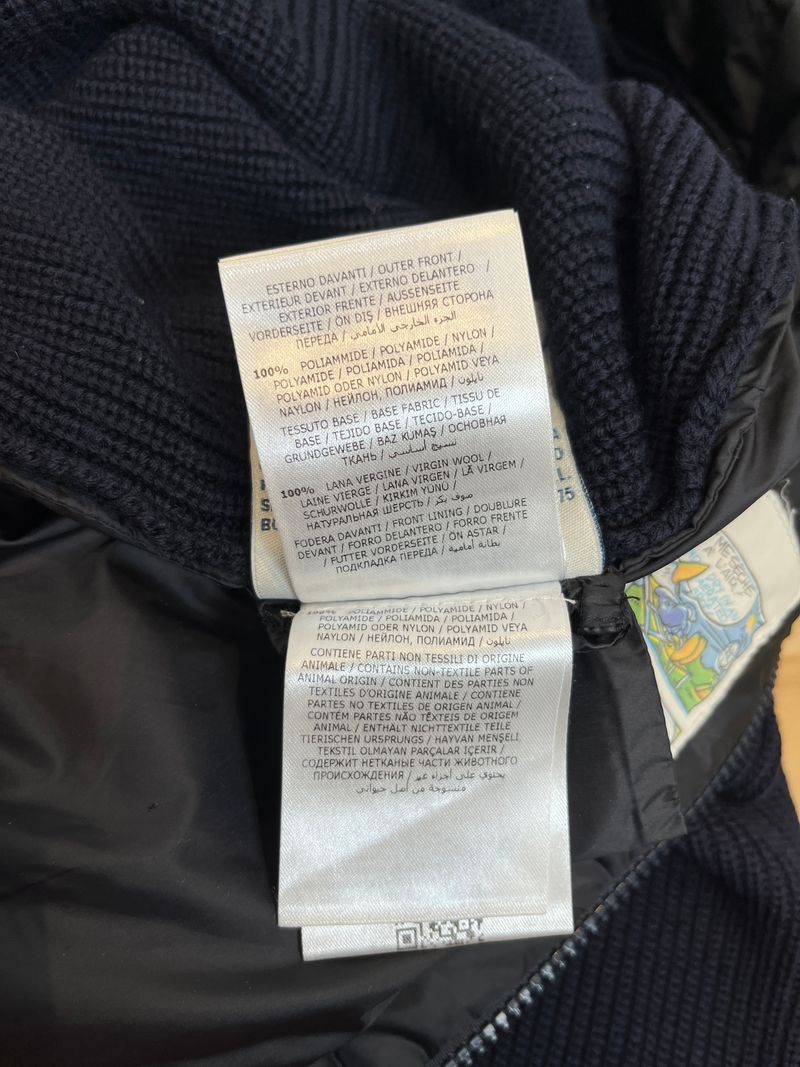 ESTERNO DAVANTI / OUTER FRONT /
EXTERIEUR DEVANT / EXTERNO DELANTERO /
EXTERIOR FRENTE / AUSSENSEITE
VORDERSEITE / ÖN DIŞ / ВНЕШНЯЯ СТОРОНА
ПЕРЕДА / الجزء الخارجي الأمامي
100% POLIAMMIDE / POLYAMIDE / NYLON /
POLYAMIDE / POLIAMIDA / POLIAMIDA /
POLYAMID ODER NYLON / POLYAMID VEYA
NAYLON / НЕЙЛОН, ПОЛИАМИД / نايلون
TESSUTO BASE / BASE FABRIC / TISSU DE
BASE / TEJIDO BASE / TECIDO-BASE /
GRUNDGEWEBE / BAZ KUMAŞ / ОСНОВНАЯ
ТКАНЬ / نسيج أساسي
100% LANA VERGINE / VIRGIN WOOL /
LAINE VIERGE / LANA VIRGEN / LÃ VIRGEM /
SCHURWOLLE / KIRKIM YÜNÜ /
НАТУРАЛЬНАЯ ШЕРСТЬ / صوف بكر
FODERA DAVANTI / FRONT LINING / DOUBLURE
DEVANT / FORRO DELANTERO / FORRO FRENTE
/ FUTTER VORDERSEITE / ÖN ASTAR /
ПОДКЛАДКА ПЕРЕДА / بطانة أمامية
75
100% POLIAMMIDE / POLYAMIDE / NYLON /
POLYAMIDE / POLIAMIDA / POLIAMIDA /
POLYAMID ODER NYLON / POLYAMID VEYA
NAYLON / НЕЙЛОН, ПОЛИАМИД / نايلون
CONTIENE PARTI NON TESSILI DI ORIGINE
ANIMALE / CONTAINS NON-TEXTILE PARTS OF
ANIMAL ORIGIN / CONTIENT DES PARTIES NON
TEXTILES D'ORIGINE ANIMALE / CONTIENE
PARTES NO TEXTILES DE ORIGEN ANIMAL /
CONTÉM PARTES NÃO TÊXTEIS DE ORIGEM
ANIMAL / ENTHÄLT NICHTTEXTILE TEILE
TIERISCHEN URSPRUNGS / HAYVAN MENŞELİ,
TEKSTİL OLMAYAN PARÇALAR İÇERİR /
СОДЕРЖИТ НЕТКАНЫЕ ЧАСТИ ЖИВОТНОГО
ПРОИСХОЖДЕНИЯ / يحتوي على أجزاء غير
منسوجة من أصل حيواني